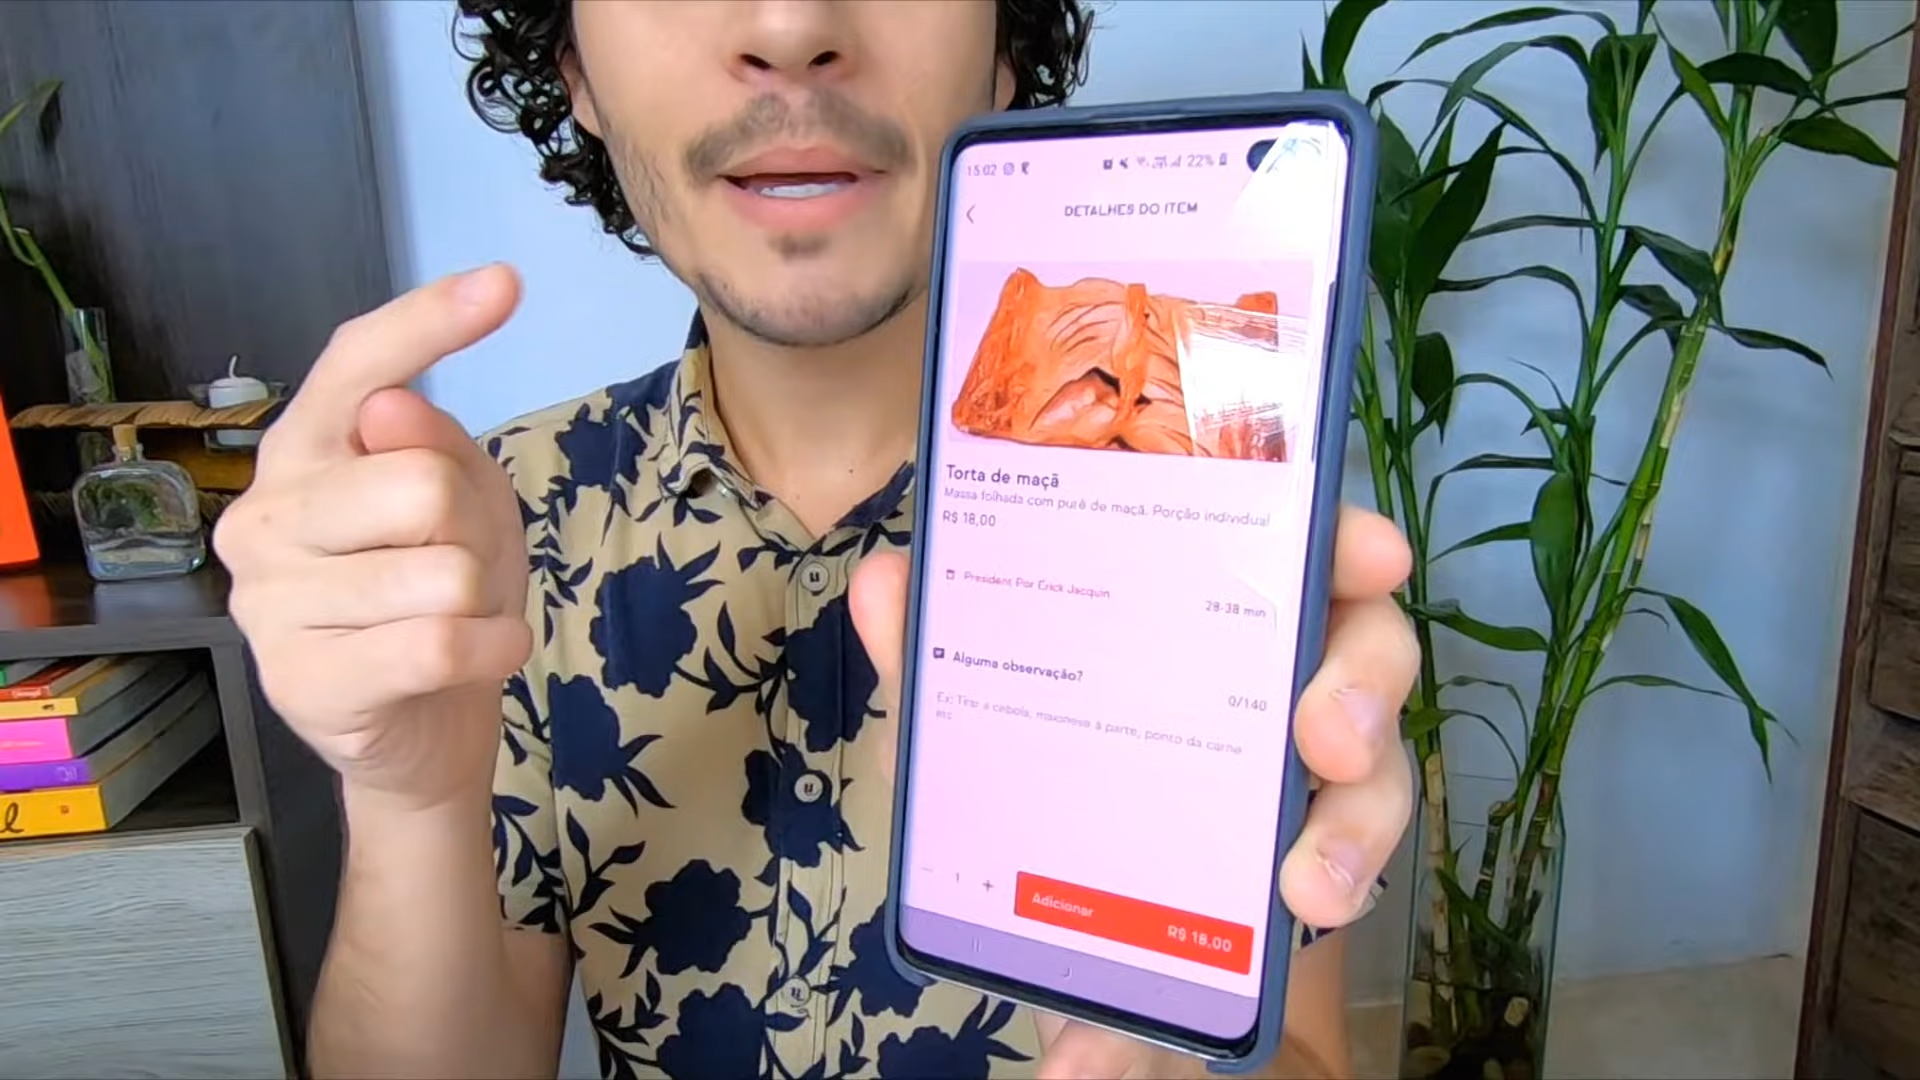 15:02
22%
DETALHES DO ITEM
Torta de maçã
Massa folhada com purê de maçã. Porção individual
R$ 18,00
President Por Erick Jacquin
28-38 min
Alguma observação?
0/140
Ex: Tirar a cebola, maionese à parte, ponto da carne
etc
1
Adicionar
R$ 18,00